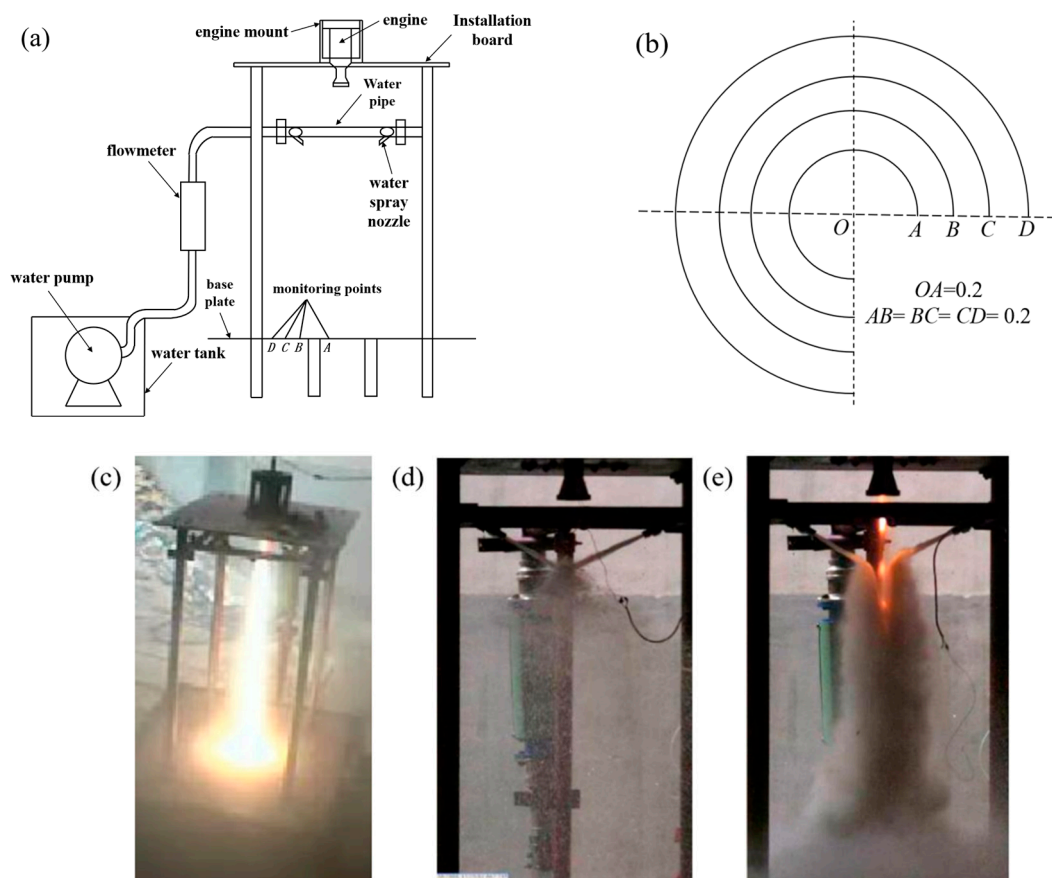 (a)
engine mount
engine
Installation
board
Water
pipe
flowmeter
water
spray
nozzle
water pump
base
plate
monitoring points
D C B A
water tank
(b)
O A B C D
OA=0.2
AB= BC= CD= 0.2
(c)
(d)
(e)